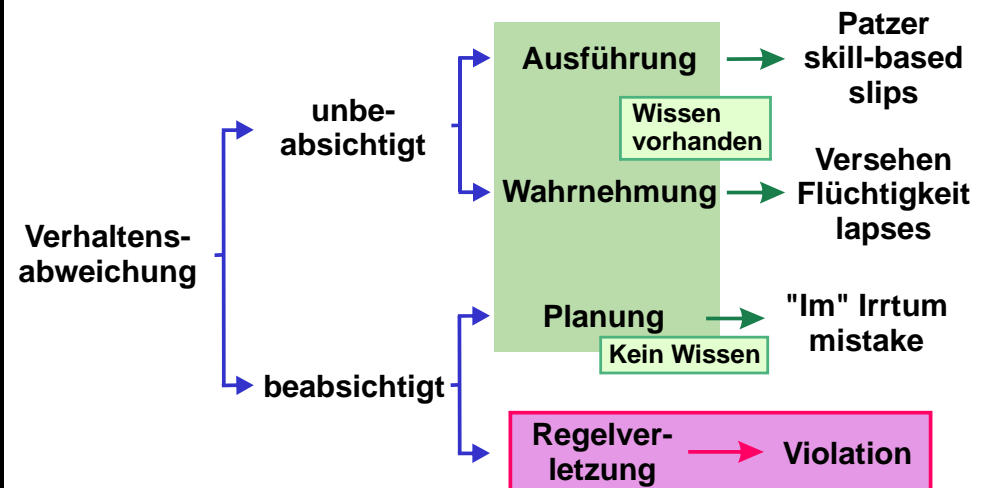 Verhaltens-
abweichung
unbe-
absichtigt
Ausführung
Patzer
skill-based
slips
Wissen
vorhanden
Wahrnehmung
Versehen
Flüchtigkeit
lapses
beabsichtigt
Planung
"Im" Irrtum
mistake
Kein Wissen
Regelver-
letzung
Violation